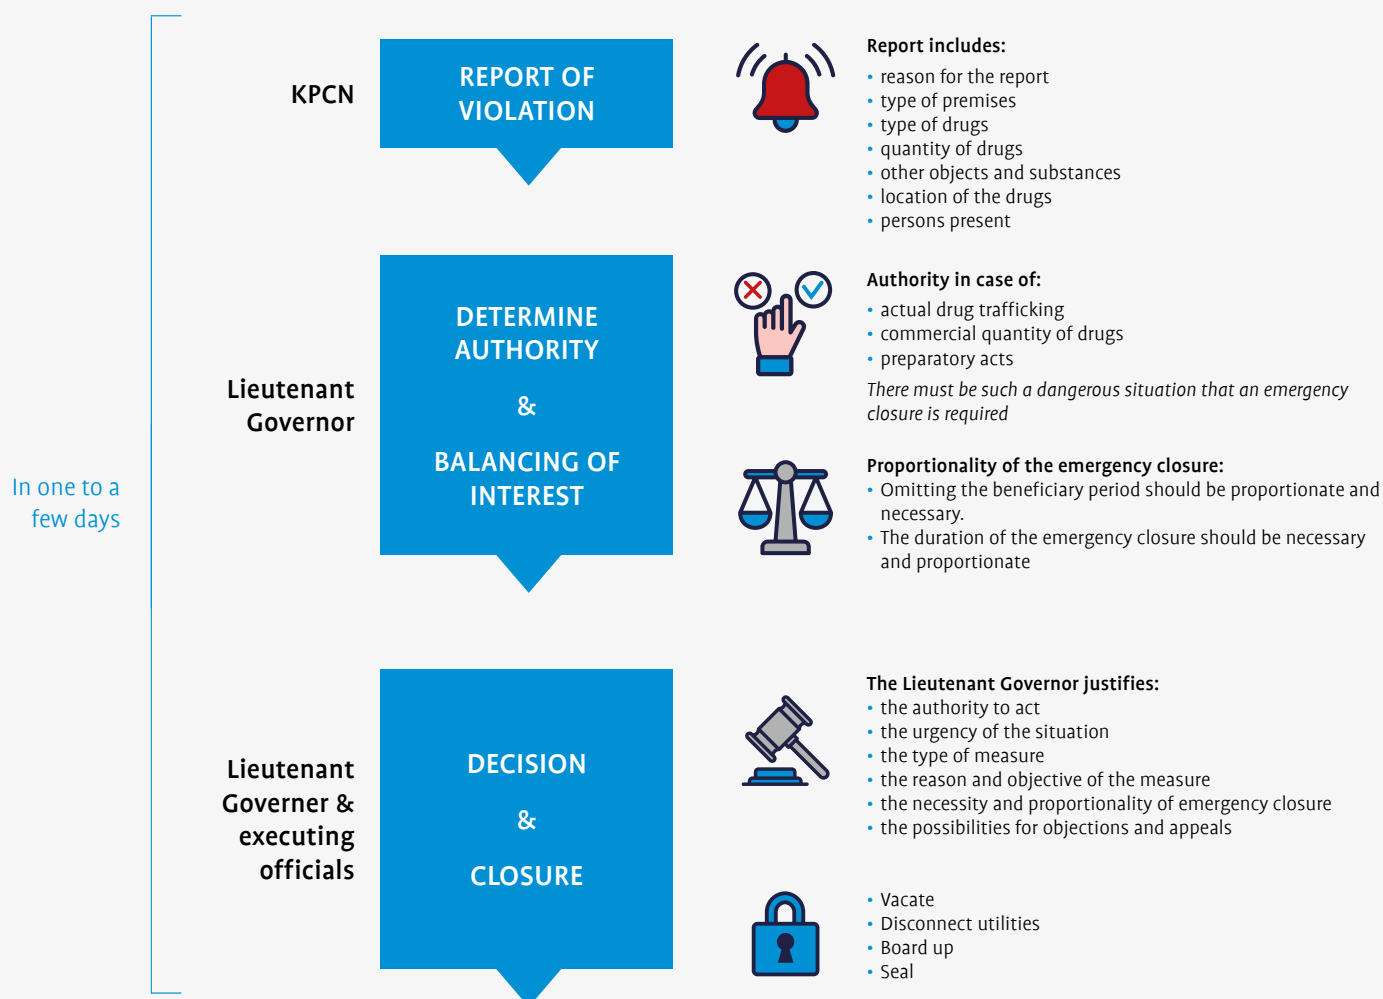 In one to a
few days
KPCN
REPORT OF
VIOLATION
Report includes:
• reason for the report
• type of premises
• type of drugs
• quantity of drugs
• other objects and substances
• location of the drugs
• persons present
Lieutenant
Governor
DETERMINE
AUTHORITY
&
BALANCING OF
INTEREST
Authority in case of:
• actual drug trafficking
• commercial quantity of drugs
• preparatory acts
There must be such a dangerous situation that an emergency
closure is required
Proportionality of the emergency closure:
• Omitting the beneficiary period should be proportionate and
necessary.
• The duration of the emergency closure should be necessary
and proportionate
Lieutenant
Governer &
executing
officials
DECISION
&
CLOSURE
The Lieutenant Governor justifies:
• the authority to act
• the urgency of the situation
• the type of measure
• the reason and objective of the measure
• the necessity and proportionality of emergency closure
• the possibilities for objections and appeals
• Vacate
• Disconnect utilities
• Board up
• Seal